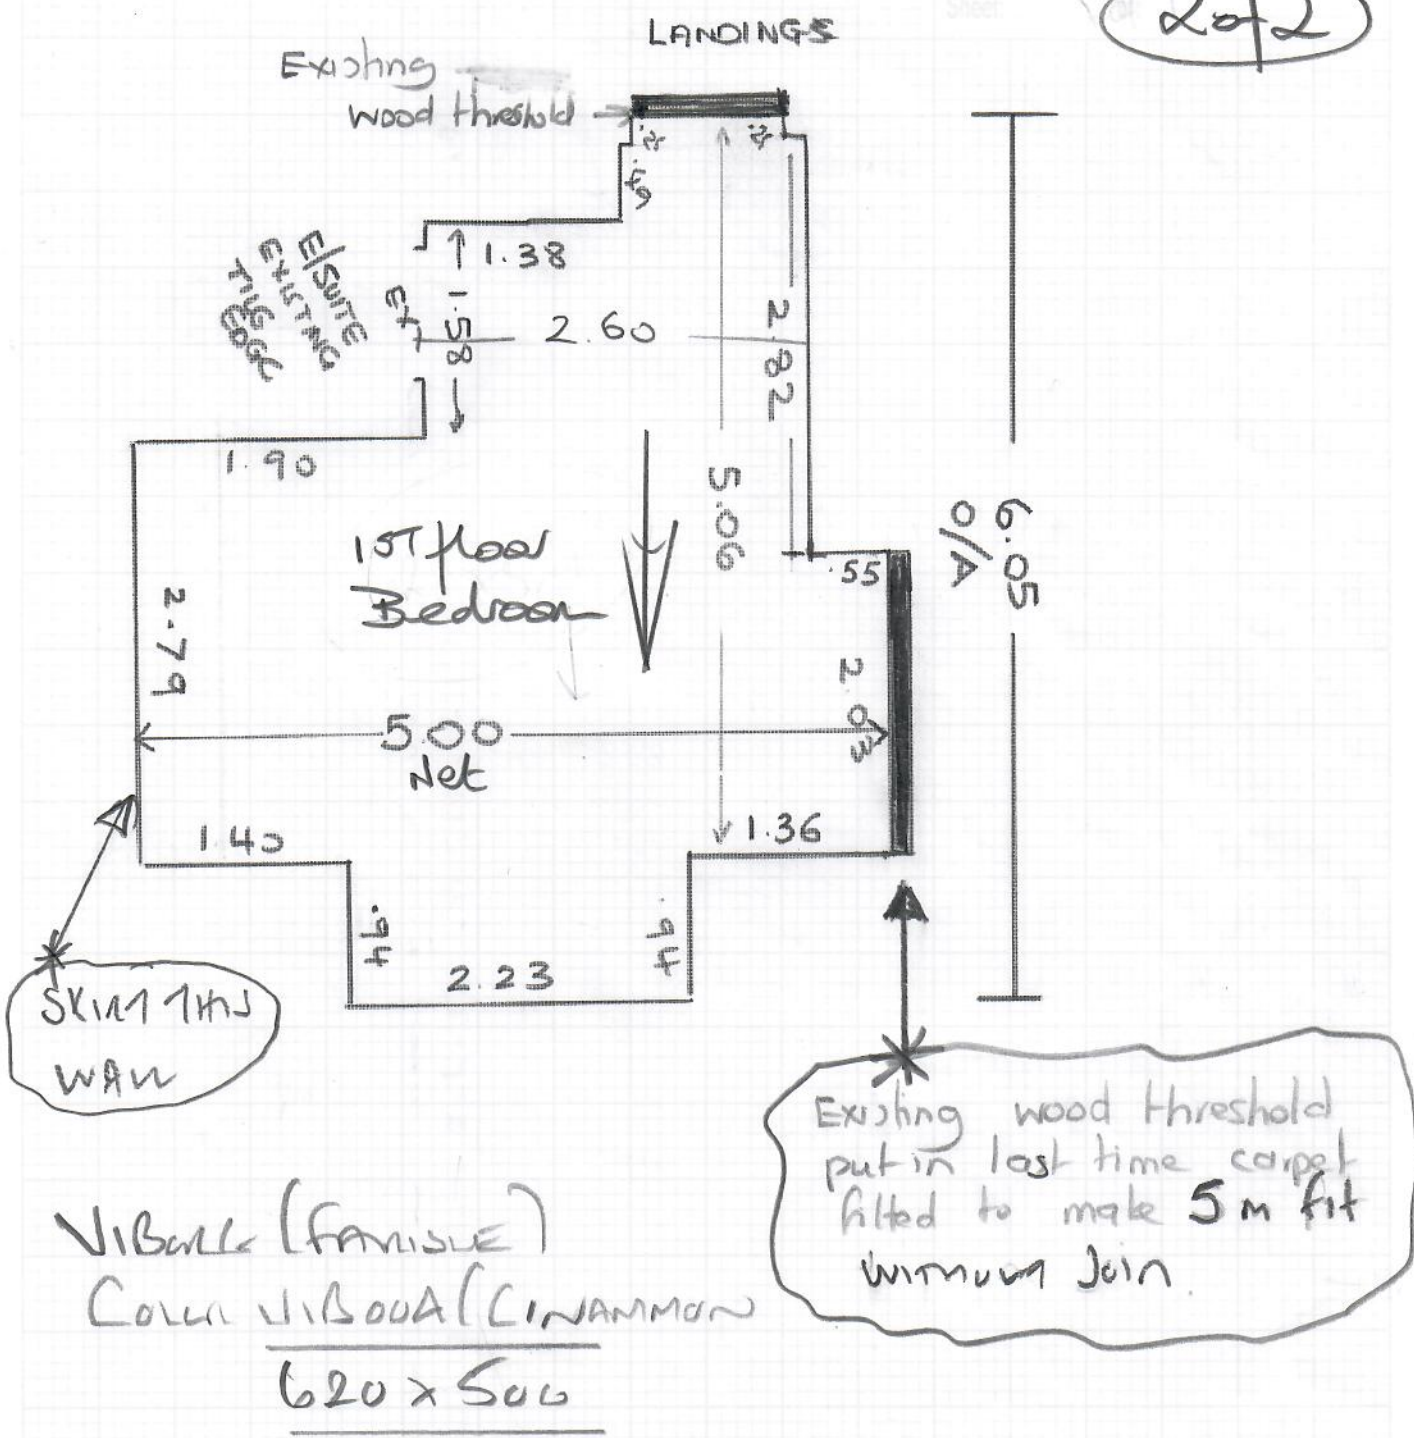 2 of 2
LANDINGS
Existing
wood threshold
1.38
E/SUITE
EXISTING
TILE
EDGE
EX
1.58
2.60
2.82
1.90
5.06
6.05
O/A
.55
1ST floor
Bedroom
2.79
2.03
5.00
Net
1.40
1.36
.94
.94
2.23
SKIRT THIS
WALL
Existing wood threshold
put in last time carpet
fitted to make 5m fit
WITHOUT JOIN.
(CINAMMON
620 x 500